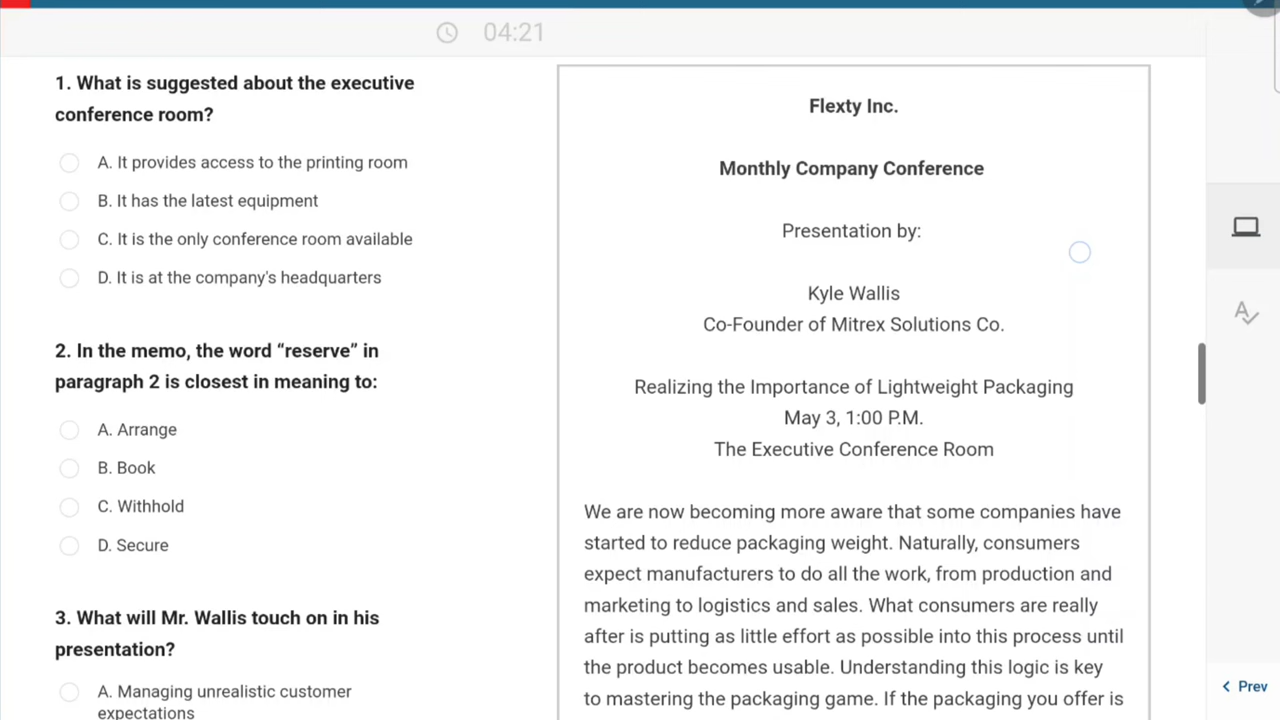 04:21
1. What is suggested about the executive
conference room?
A. It provides access to the printing room
B. It has the latest equipment
C. It is the only conference room available
D. It is at the company's headquarters
2. In the memo, the word “reserve” in
paragraph 2 is closest in meaning to:
A. Arrange
B. Book
C. Withhold
D. Secure
3. What will Mr. Wallis touch on in his
presentation?
A. Managing unrealistic customer
expectations
Flexty Inc.
Monthly Company Conference
Presentation by:
Kyle Wallis
Co-Founder of Mitrex Solutions Co.
Realizing the Importance of Lightweight Packaging
May 3, 1:00 P.M.
The Executive Conference Room
We are now becoming more aware that some companies have
started to reduce packaging weight. Naturally, consumers
expect manufacturers to do all the work, from production and
marketing to logistics and sales. What consumers are really
after is putting as little effort as possible into this process until
the product becomes usable. Understanding this logic is key
to mastering the packaging game. If the packaging you offer is
Prev